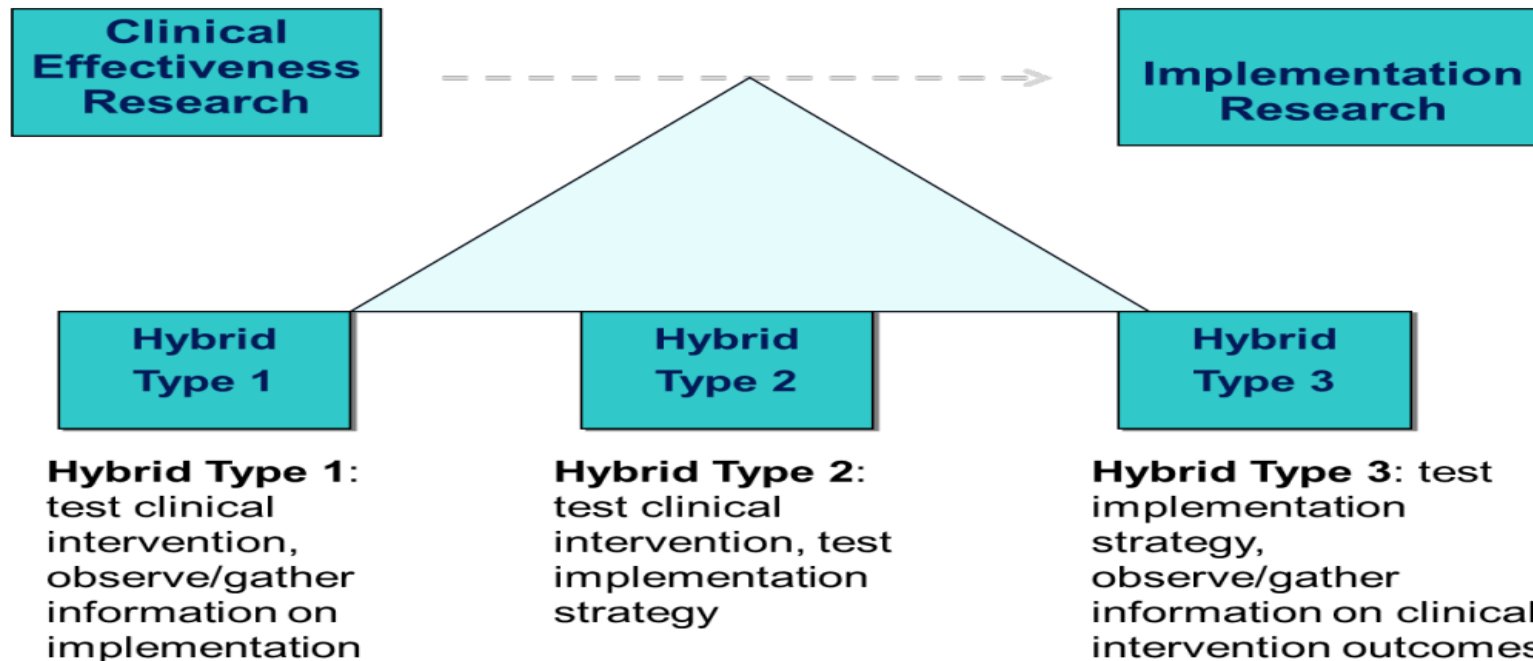 Clinical
Effectiveness
Research
Implementation
Research
Hybrid
Type 1
Hybrid
Type 2
Hybrid
Type 3
Hybrid Type 1:
test clinical
intervention,
observe/gather
information on
implementation
Hybrid Type 2:
test clinical
intervention, test
implementation
strategy
Hybrid Type 3: test
implementation
strategy,
observe/gather
information on clinical
intervention outcomes